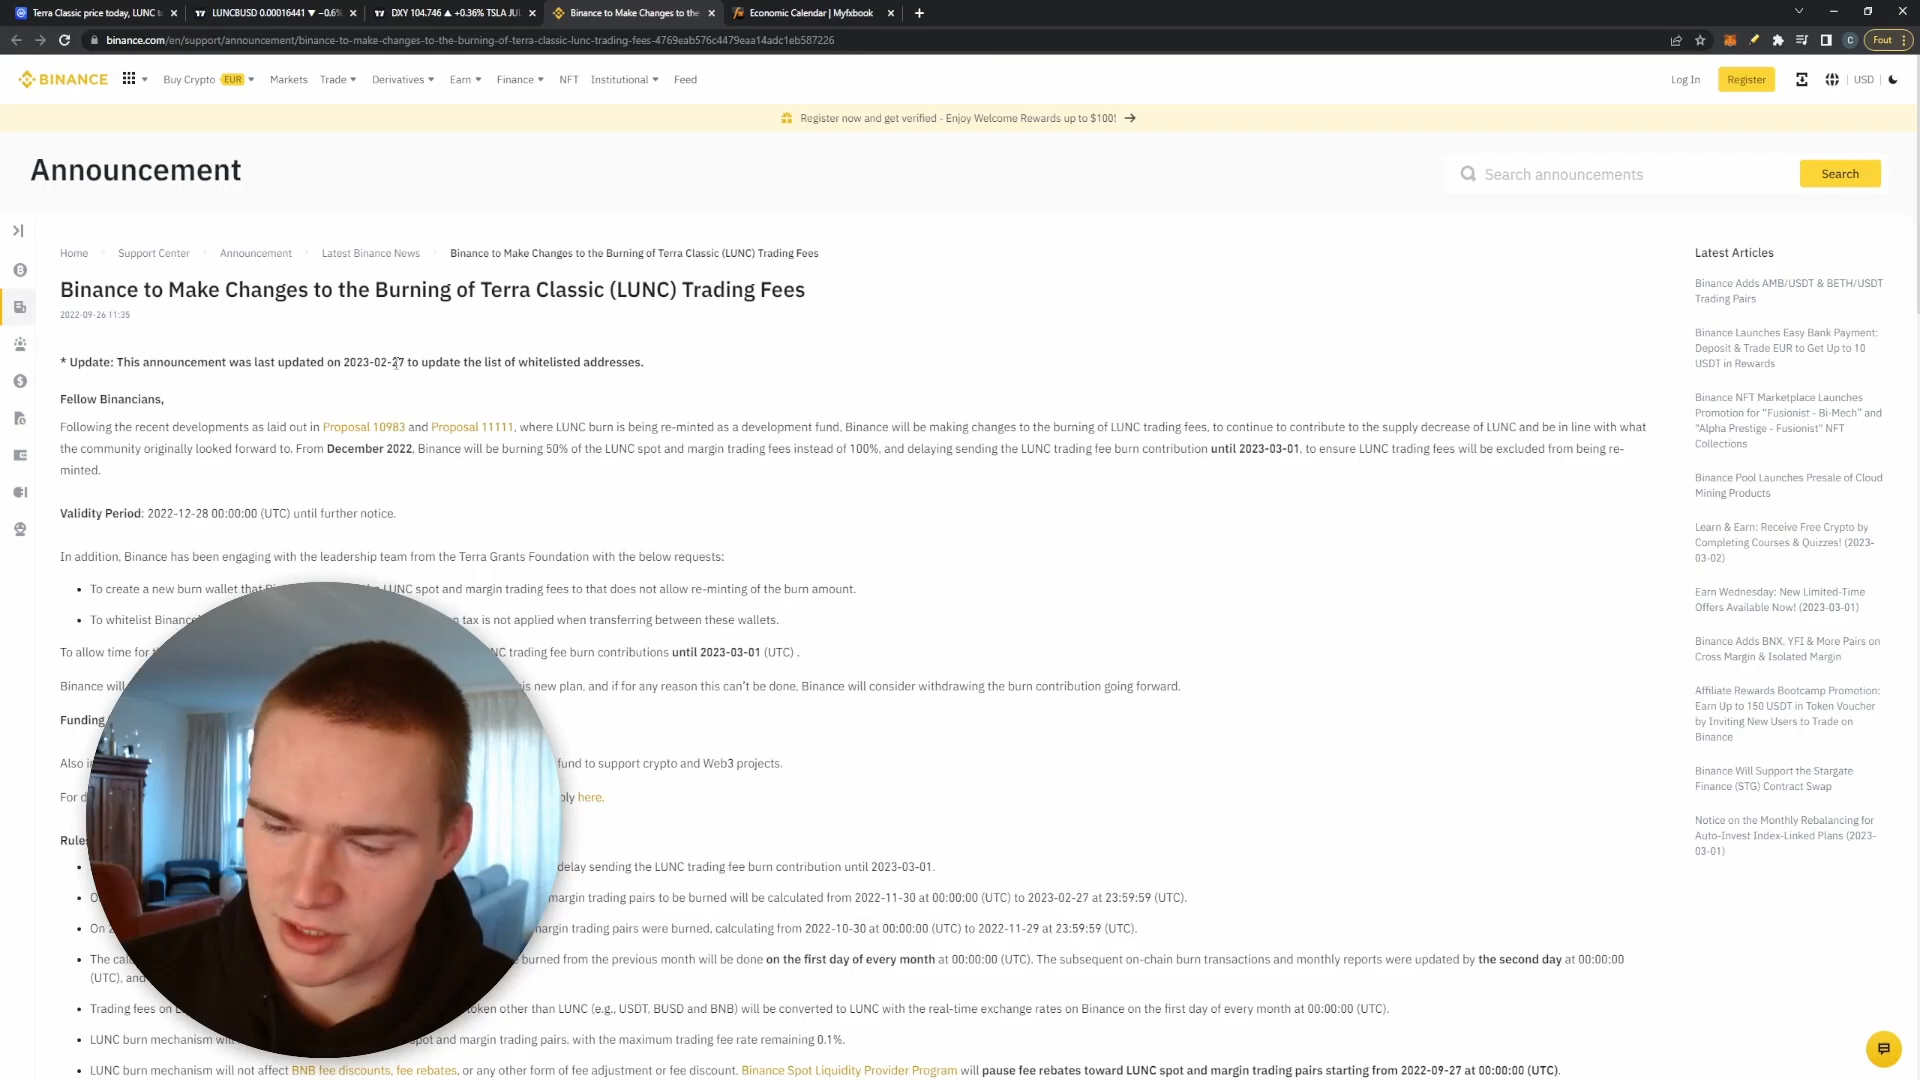 Terra Classic price today, LUNC t
LUNCBUSD 0.00016441 ▼ −0.6%
DXY 104.746 ▲ +0.36% TSLA JUL
Binance to Make Changes to the
Economic Calendar | Myfxbook
binance.com/en/support/announcement/binance-to-make-changes-to-the-burning-of-terra-classic-lunc-trading-fees-4769eab576c4479eaa14adc1eb587226
Fout
BINANCE
Buy Crypto EUR
Markets
Trade
Derivatives
Earn
Finance
NFT
Institutional
Feed
Log In
Register
USD
Register now and get verified - Enjoy Welcome Rewards up to $100! →
Announcement
Search announcements
Search
Home
Support Center
Announcement
Latest Binance News
Binance to Make Changes to the Burning of Terra Classic (LUNC) Trading Fees
Binance to Make Changes to the Burning of Terra Classic (LUNC) Trading Fees
2022-09-26 11:35
* Update: This announcement was last updated on 2023-02-27 to update the list of whitelisted addresses.
Fellow Binancians,
Following the recent developments as laid out in Proposal 10983 and Proposal 11111, where LUNC burn is being re-minted as a development fund, Binance will be making changes to the burning of LUNC trading fees, to continue to contribute to the supply decrease of LUNC and be in line with what
the community originally looked forward to. From December 2022, Binance will be burning 50% of the LUNC spot and margin trading fees instead of 100%, and delaying sending the LUNC trading fee burn contribution until 2023-03-01, to ensure LUNC trading fees will be excluded from being re-
minted.
Validity Period: 2022-12-28 00:00:00 (UTC) until further notice.
In addition, Binance has been engaging with the leadership team from the Terra Grants Foundation with the below requests:
• To create a new burn wallet that LUNC spot and margin trading fees to that does not allow re-minting of the burn amount.
• To whitelist Binance tax is not applied when transferring between these wallets.
To allow time for trading fee burn contributions until 2023-03-01 (UTC) .
Binance will new plan, and if for any reason this can't be done, Binance will consider withdrawing the burn contribution going forward.
Funding
Also fund to support crypto and Web3 projects.
For here.
Rules
• delay sending the LUNC trading fee burn contribution until 2023-03-01.
• margin trading pairs to be burned will be calculated from 2022-11-30 at 00:00:00 (UTC) to 2023-02-27 at 23:59:59 (UTC).
• On margin trading pairs were burned, calculating from 2022-10-30 at 00:00:00 (UTC) to 2022-11-29 at 23:59:59 (UTC).
• The burned from the previous month will be done on the first day of every month at 00:00:00 (UTC). The subsequent on-chain burn transactions and monthly reports were updated by the second day at 00:00:00
(UTC), and
• Trading fees on token other than LUNC (e.g., USDT, BUSD and BNB) will be converted to LUNC with the real-time exchange rates on Binance on the first day of every month at 00:00:00 (UTC).
• LUNC burn mechanism will spot and margin trading pairs, with the maximum trading fee rate remaining 0.1%.
• LUNC burn mechanism will not affect BNB fee discounts, fee rebates, or any other form of fee adjustment or fee discount. Binance Spot Liquidity Provider Program will pause fee rebates toward LUNC spot and margin trading pairs starting from 2022-09-27 at 00:00:00 (UTC).
Latest Articles
Binance Adds AMB/USDT & BETH/USDT
Trading Pairs
Binance Launches Easy Bank Payment:
Deposit & Trade EUR to Get Up to 10
USDT in Rewards
Binance NFT Marketplace Launches
Promotion for “Fusionist - Bi-Mech” and
"Alpha Prestige - Fusionist" NFT
Collections
Binance Pool Launches Presale of Cloud
Mining Products
Learn & Earn: Receive Free Crypto by
Completing Courses & Quizzes! (2023-
03-02)
Earn Wednesday: New Limited-Time
Offers Available Now! (2023-03-01)
Binance Adds BNX, YFI & More Pairs on
Cross Margin & Isolated Margin
Affiliate Rewards Bootcamp Promotion:
Earn Up to 150 USDT in Token Voucher
by Inviting New Users to Trade on
Binance
Binance Will Support the Stargate
Finance (STG) Contract Swap
Notice on the Monthly Rebalancing for
Auto-Invest Index-Linked Plans (2023-
03-01)